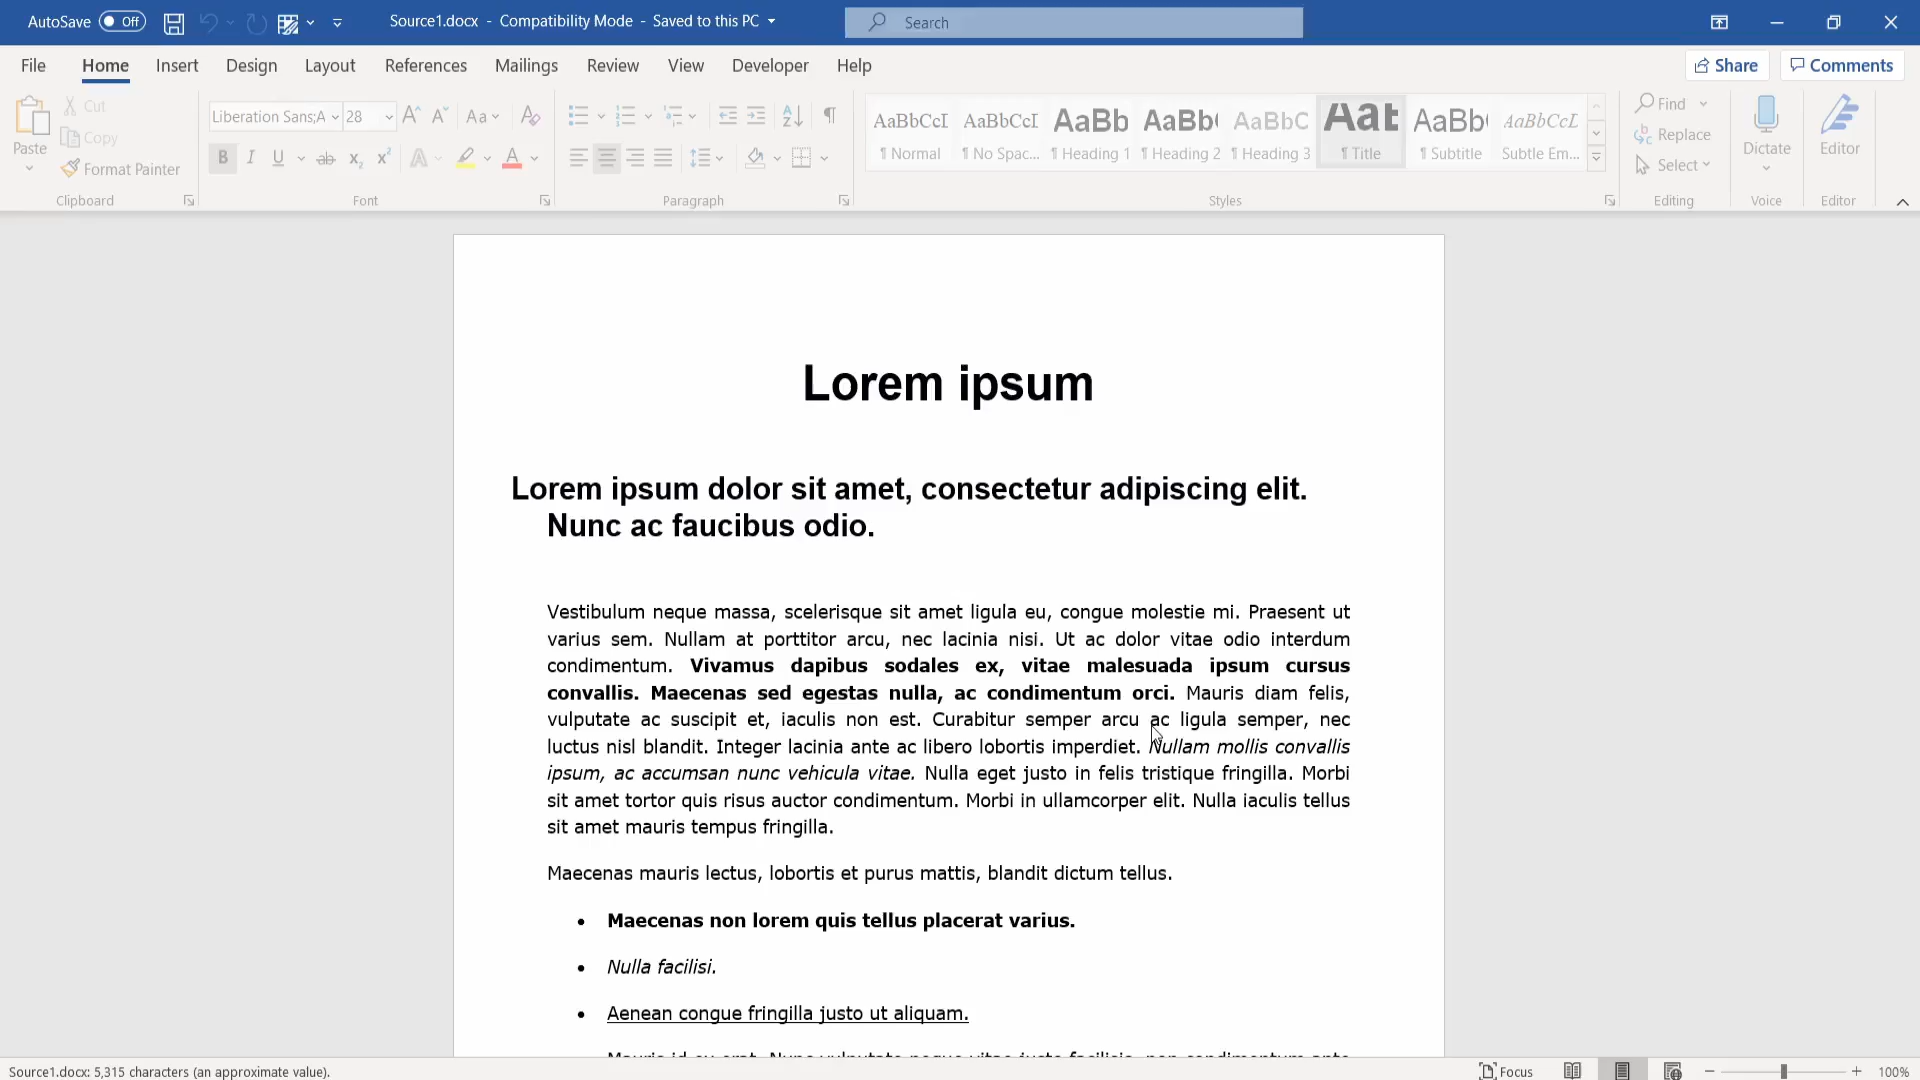 AutoSave Off Source1.docx - Compatibility Mode - Saved to this PC Search
File Home Insert Design Layout References Mailings Review View Developer Help Share Comments
Paste Cut Copy Format Painter Clipboard
Liberation Sans;A 28 Aa B I U ab x₂ x² A A Font
Paragraph
AaBbCcI AaBbCcI AaBb AaBb( AaBbC Aat AaBb( AaBbCcL
¶ Normal ¶ No Spac... ¶ Heading 1 ¶ Heading 2 ¶ Heading 3 ¶ Title ¶ Subtitle Subtle Em...
Styles
Find Replace Select Editing
Dictate Voice
Editor Editor
Lorem ipsum
Lorem ipsum dolor sit amet, consectetur adipiscing elit.
Nunc ac faucibus odio.
Vestibulum neque massa, scelerisque sit amet ligula eu, congue molestie mi. Praesent ut
varius sem. Nullam at porttitor arcu, nec lacinia nisi. Ut ac dolor vitae odio interdum
condimentum. Vivamus dapibus sodales ex, vitae malesuada ipsum cursus
convallis. Maecenas sed egestas nulla, ac condimentum orci. Mauris diam felis,
vulputate ac suscipit et, iaculis non est. Curabitur semper arcu ac ligula semper, nec
luctus nisl blandit. Integer lacinia ante ac libero lobortis imperdiet. Nullam mollis convallis
ipsum, ac accumsan nunc vehicula vitae. Nulla eget justo in felis tristique fringilla. Morbi
sit amet tortor quis risus auctor condimentum. Morbi in ullamcorper elit. Nulla iaculis tellus
sit amet mauris tempus fringilla.
Maecenas mauris lectus, lobortis et purus mattis, blandit dictum tellus.
• Maecenas non lorem quis tellus placerat varius.
• Nulla facilisi.
• Aenean congue fringilla justo ut aliquam.
Source1.docx: 5,315 characters (an approximate value). Focus 100%